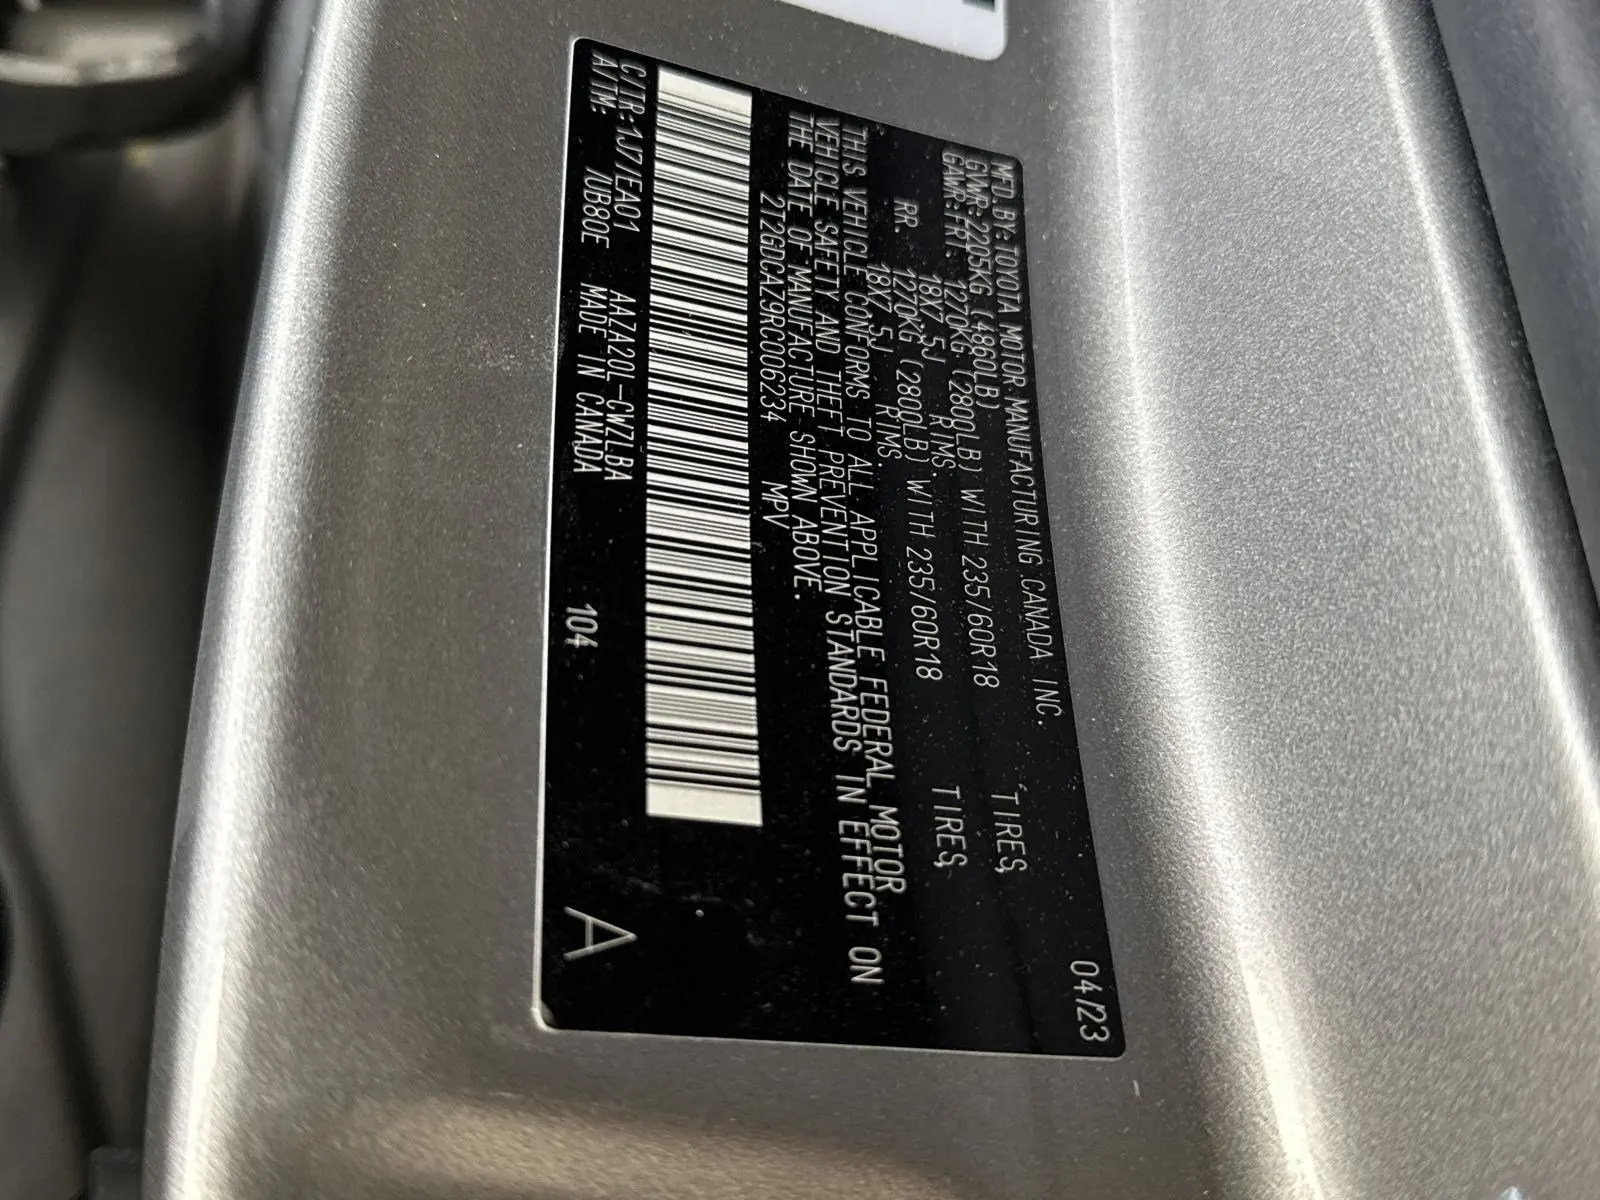 MFD.BY:TOYOTA MOTOR MANUFACTURING CANADA INC. 04/23
GVWR:2205KG (4860LB)
GAWR:FRT. 1270KG (2800LB) WITH 235/60R18 TIRES,
18X7.5J RIMS.
RR. 1270KG (2800LB) WITH 235/60R18 TIRES,
18X7.5J RIMS.
THIS VEHICLE CONFORMS TO ALL APPLICABLE FEDERAL MOTOR
VEHICLE SAFETY AND THEFT PREVENTION STANDARDS IN EFFECT ON
THE DATE OF MANUFACTURE SHOWN ABOVE.
2T2GDCAZ9RC006234 MPV
C/TR:1J7/EA01 AAZA20L-CWZLBA
A/TM: /UB80E MADE IN CANADA 104 A